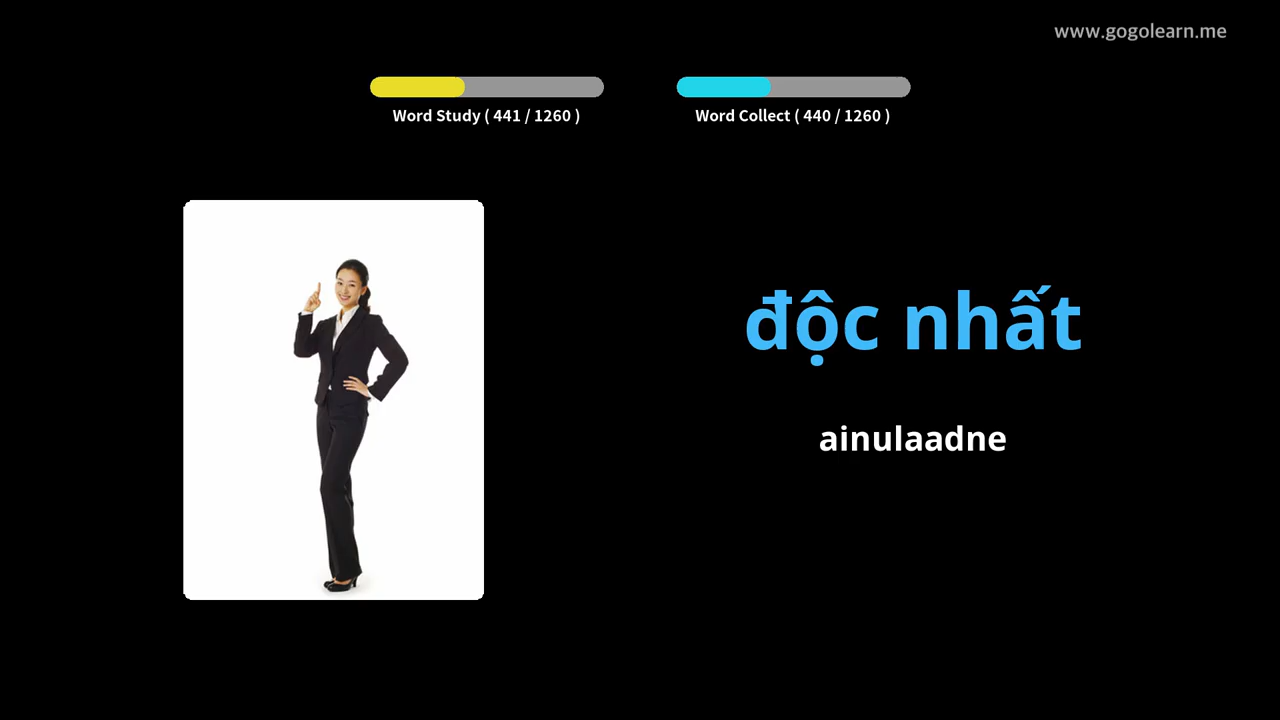 www.gogolearn.me
Word Study ( 441 / 1260 )
Word Collect ( 440 / 1260 )
độc nhất
ainulaadne